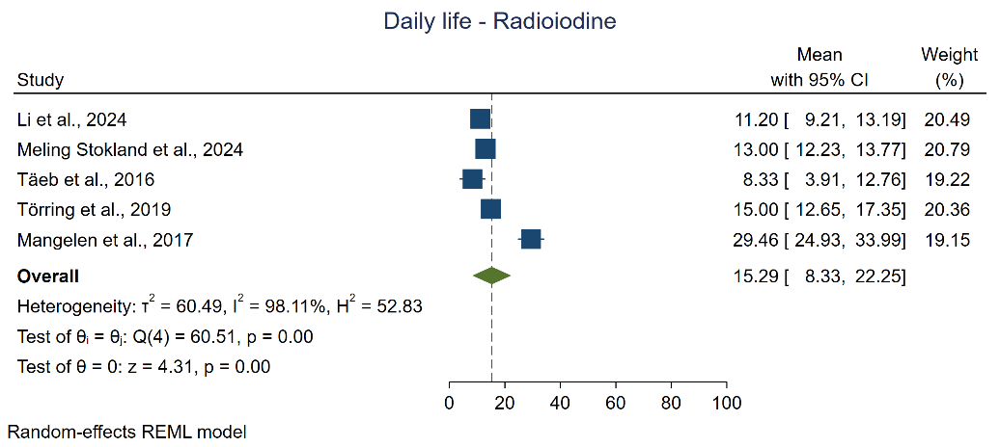 Daily life - Radioiodine
Mean Weight
Study with 95% CI (%)
Li et al., 2024 11.20 [ 9.21, 13.19] 20.49
Meling Stokland et al., 2024 13.00 [ 12.23, 13.77] 20.79
Täeb et al., 2016 8.33 [ 3.91, 12.76] 19.22
Törring et al., 2019 15.00 [ 12.65, 17.35] 20.36
Mangelen et al., 2017 29.46 [ 24.93, 33.99] 19.15
Overall 15.29 [ 8.33, 22.25]
Heterogeneity: τ² = 60.49, I² = 98.11%, H² = 52.83
Test of θᵢ = θⱼ: Q(4) = 60.51, p = 0.00
Test of θ = 0: z = 4.31, p = 0.00
0 20 40 60 80 100
Random-effects REML model